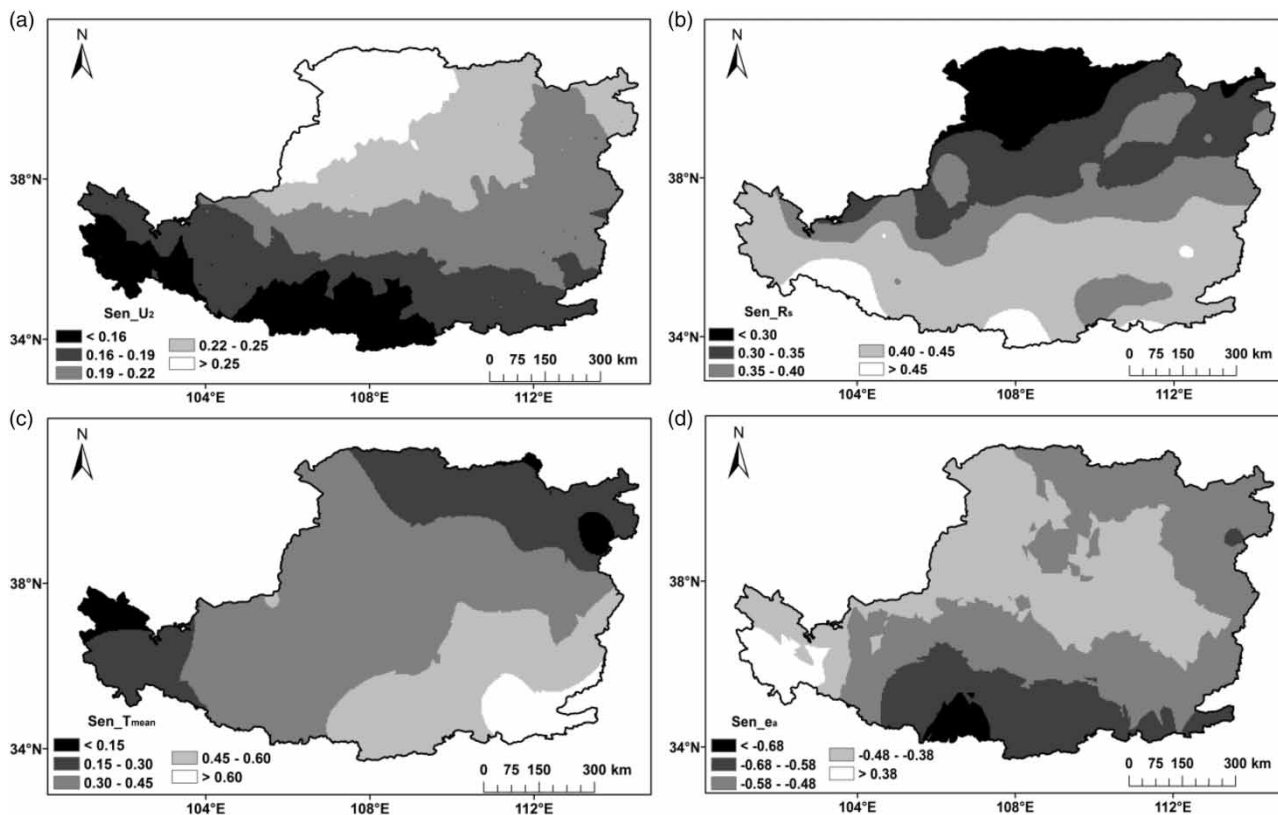 (a)
N
38°N
34°N
Sen_U2
< 0.16
0.16 - 0.19
0.19 - 0.22
0.22 - 0.25
> 0.25
0 75 150 300 km
104°E 108°E 112°E
(b)
N
38°N
34°N
Sen_Rs
< 0.30
0.30 - 0.35
0.35 - 0.40
0.40 - 0.45
> 0.45
0 75 150 300 km
104°E 108°E 112°E
(c)
N
38°N
34°N
Sen_Tmean
< 0.15
0.15 - 0.30
0.30 - 0.45
0.45 - 0.60
> 0.60
0 75 150 300 km
104°E 108°E 112°E
(d)
N
38°N
34°N
Sen_ea
< -0.68
-0.68 - -0.58
-0.58 - -0.48
-0.48 - -0.38
> 0.38
0 75 150 300 km
104°E 108°E 112°E